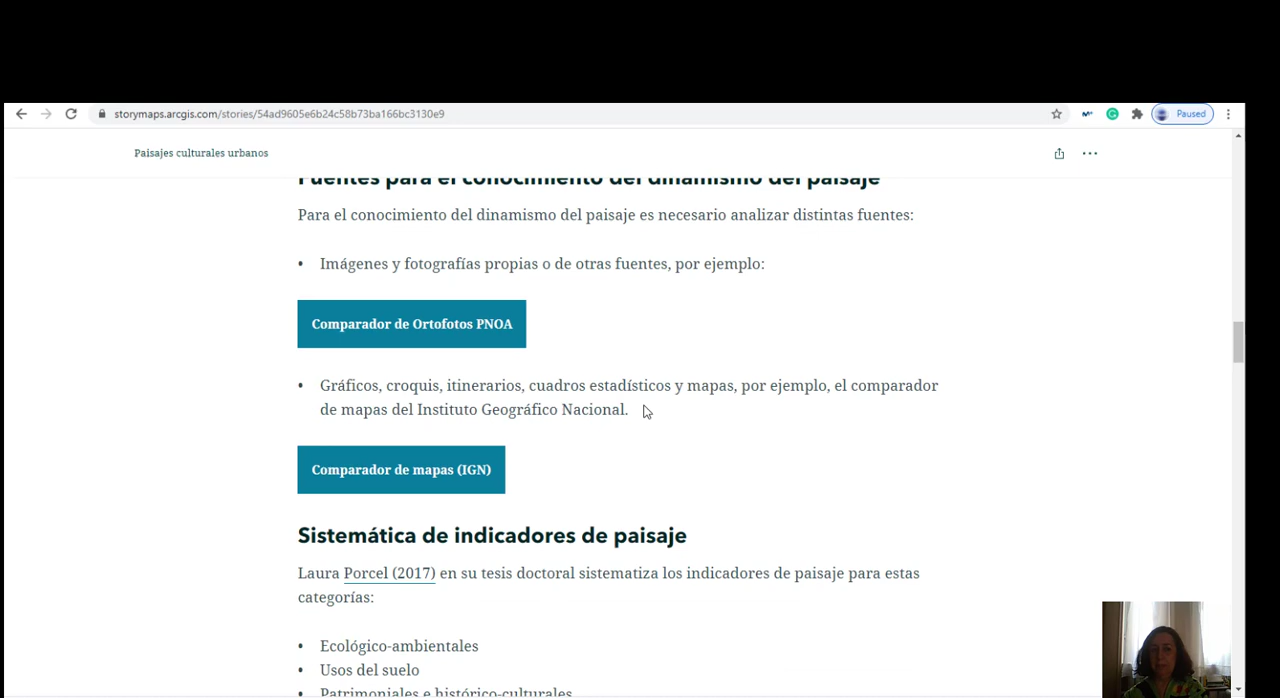 storymaps.arcgis.com/stories/54ad9605e6b24c58b73ba166bc3130e9
Paused
Paisajes culturales urbanos
Fuentes para el conocimiento del dinamismo del paisaje
Para el conocimiento del dinamismo del paisaje es necesario analizar distintas fuentes:
• Imágenes y fotografías propias o de otras fuentes, por ejemplo:
Comparador de Ortofotos PNOA
• Gráficos, croquis, itinerarios, cuadros estadísticos y mapas, por ejemplo, el comparador
de mapas del Instituto Geográfico Nacional.
Comparador de mapas (IGN)
Sistemática de indicadores de paisaje
Laura Porcel (2017) en su tesis doctoral sistematiza los indicadores de paisaje para estas
categorías:
• Ecológico-ambientales
• Usos del suelo
• Patrimoniales e histórico-culturales